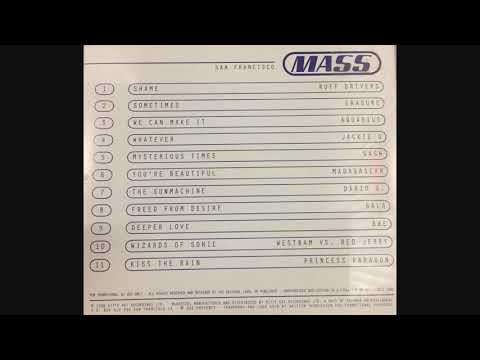 SAN FRANCISCO MASS
1 SHAME RUFF DRIVERS
2 SOMETIMES ERASURE
3 WE CAN MAKE IT AQUARIUS
4 WHATEVER JACKIE O
5 MYSTERIOUS TIMES SASH
6 YOU'RE BEAUTIFUL MADAGASCAR
7 THE SUNMACHINE DARIO G.
8 FREED FROM DESIRE GALA
9 DEEPER LOVE BBE
10 WIZARDS OF SONIC WESTBAM VS. RED JERRY
11 KISS THE RAIN PRINCESS PARAGON